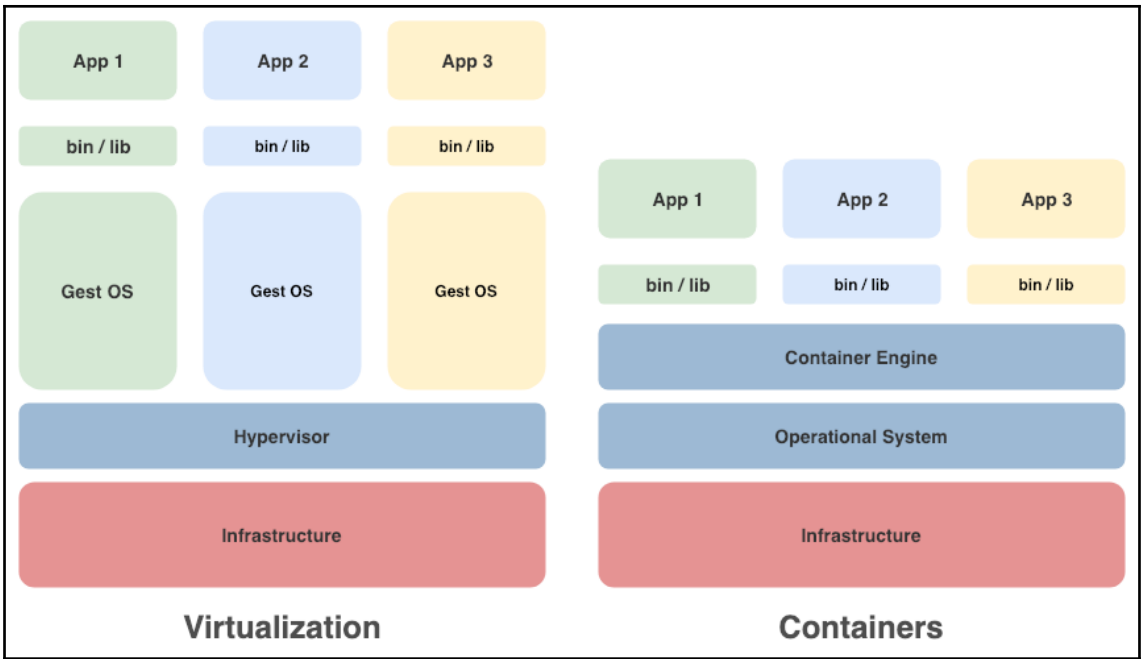 App 1
App 2
App 3
bin / lib
bin / lib
bin / lib
Gest OS
Gest OS
Gest OS
Hypervisor
Infrastructure
Virtualization
App 1
App 2
App 3
bin / lib
bin / lib
bin / lib
Container Engine
Operational System
Infrastructure
Containers